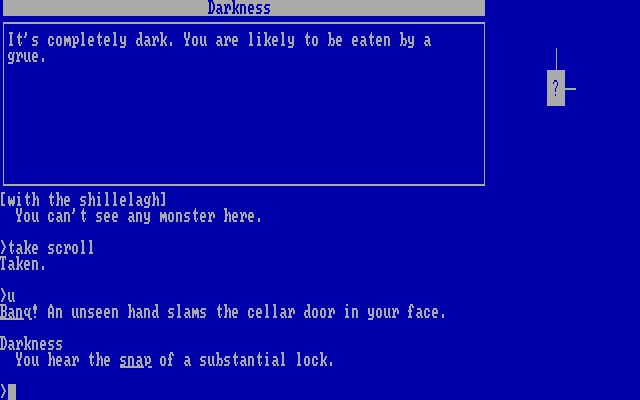 Darkness
It's completely dark. You are likely to be eaten by a
grue.
?
[with the shillelagh]
You can't see any monster here.
>take scroll
Taken.
>u
Bang! An unseen hand slams the cellar door in your face.
Darkness
You hear the snap of a substantial lock.
>